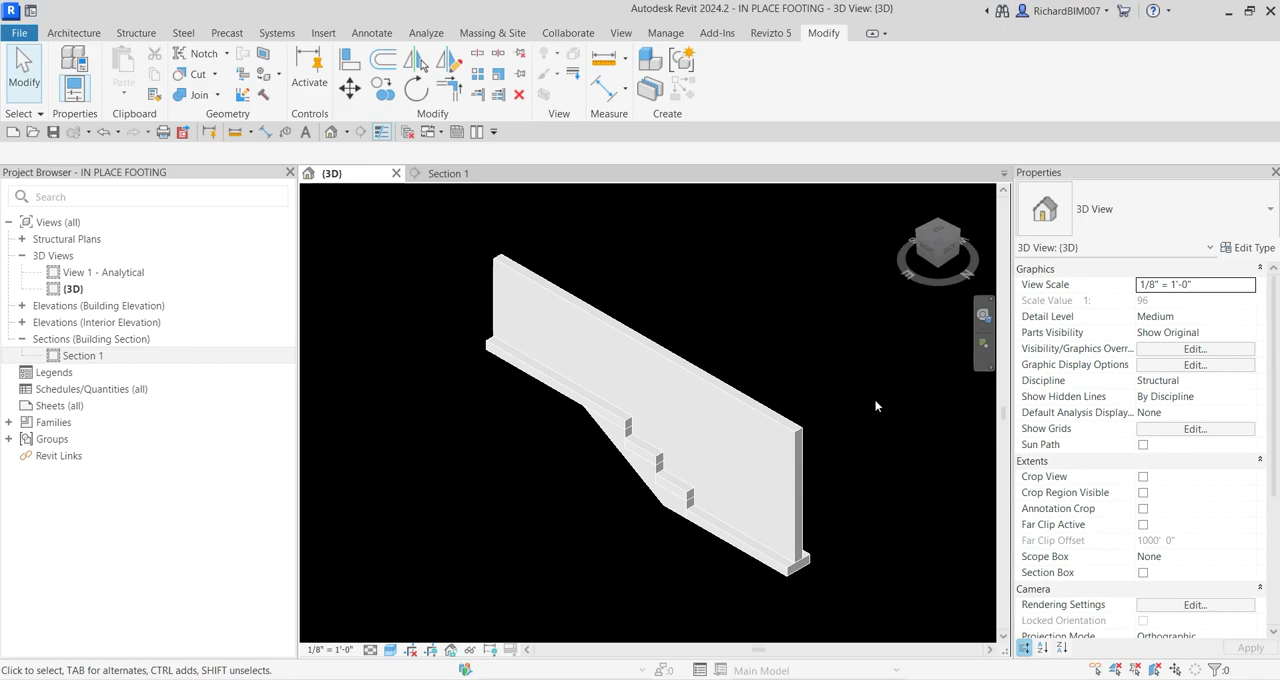 Autodesk Revit 2024.2 - IN PLACE FOOTING - 3D View: {3D}
RichardBIM007
File Architecture Structure Steel Precast Systems Insert Annotate Analyze Massing & Site Collaborate View Manage Add-Ins Revizto 5 Modify
Modify Paste Notch Cut Join Activate
Select Properties Clipboard Geometry Controls Modify View Measure Create
Project Browser - IN PLACE FOOTING
{3D} Section 1
Properties
Search
Views (all)
Structural Plans
3D Views
View 1 - Analytical
{3D}
Elevations (Building Elevation)
Elevations (Interior Elevation)
Sections (Building Section)
Section 1
Legends
Schedules/Quantities (all)
Sheets (all)
Families
Groups
Revit Links
3D View
3D View: {3D} Edit Type
Graphics
View Scale 1/8" = 1'-0"
Scale Value 1: 96
Detail Level Medium
Parts Visibility Show Original
Visibility/Graphics Overr... Edit...
Graphic Display Options Edit...
Discipline Structural
Show Hidden Lines By Discipline
Default Analysis Display... None
Show Grids Edit...
Sun Path
Extents
Crop View
Crop Region Visible
Annotation Crop
Far Clip Active
Far Clip Offset 1000' 0"
Scope Box None
Section Box
Camera
Rendering Settings Edit...
Locked Orientation
Projection Mode Orthographic
Apply
1/8" = 1'-0"
Click to select, TAB for alternates, CTRL adds, SHIFT unselects.
:0
Main Model
:0